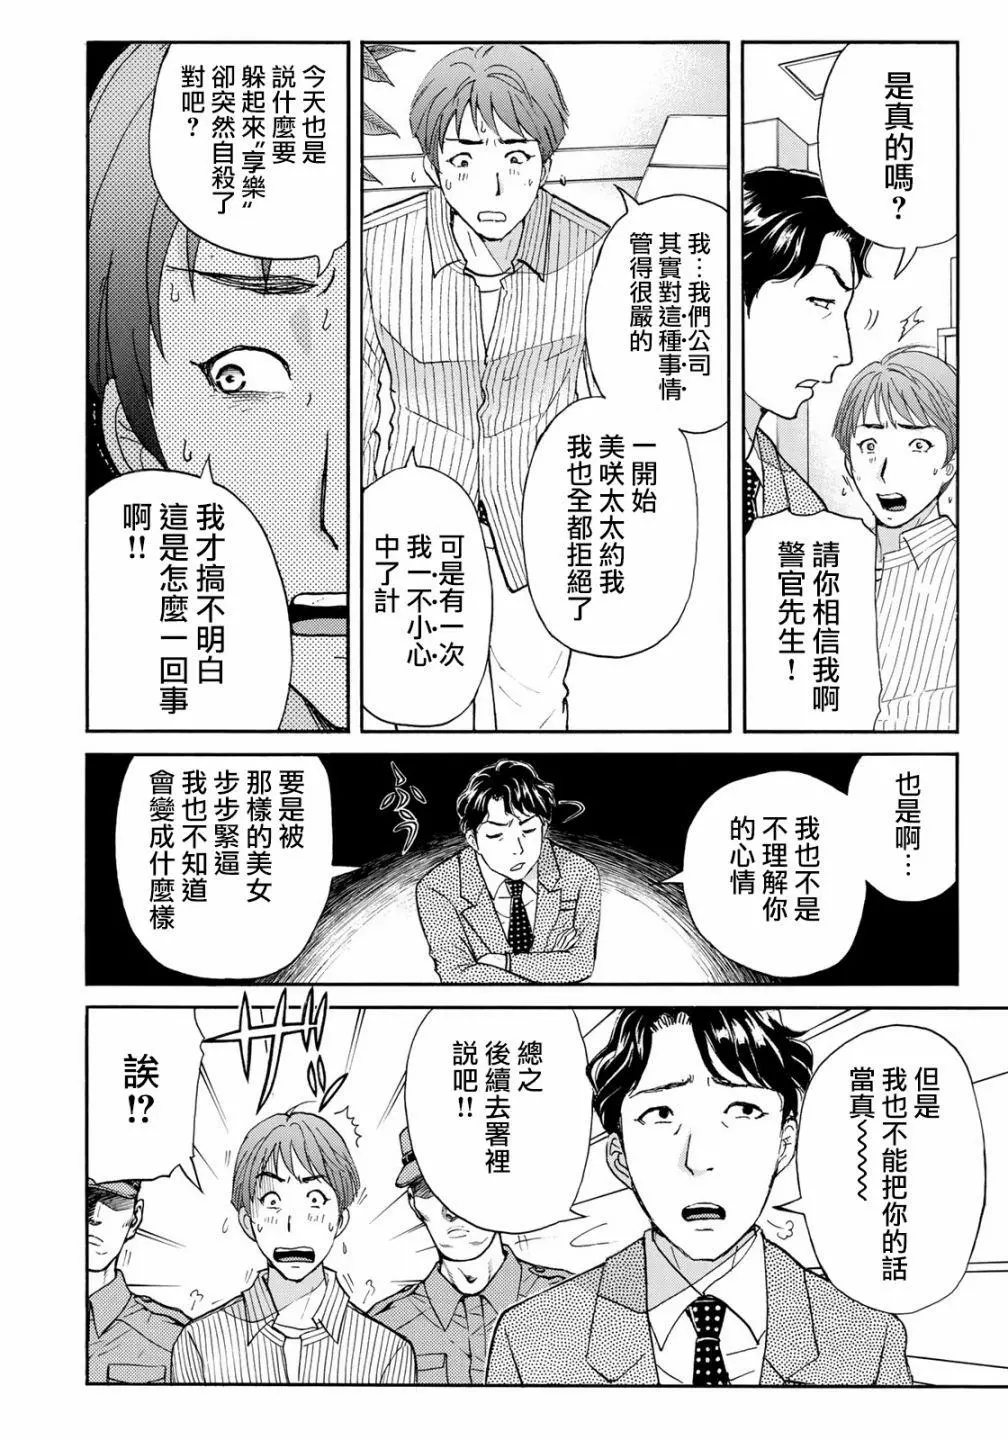 是真的嗎？
請你相信我啊
警官先生！
我…我們公司
其實對這種事情
管得很嚴的
一開始
美咲太太約我
我也全都拒絕了
可是有一次
我一不小心
中了計
今天也是
説什麼要
躲起來“享樂”
卻突然自殺了
對吧？
我才搞不明白
這是怎麼一回事
啊！！
也是啊…
我也不是
不理解你
的心情
ふぅ
要是被
那樣的美女
步步緊逼
我也不知道
會變成什麼樣
但是
我也不能把你的話
當真～～～
總之
後續去署裡
説吧！！
ザザッ
誒！？